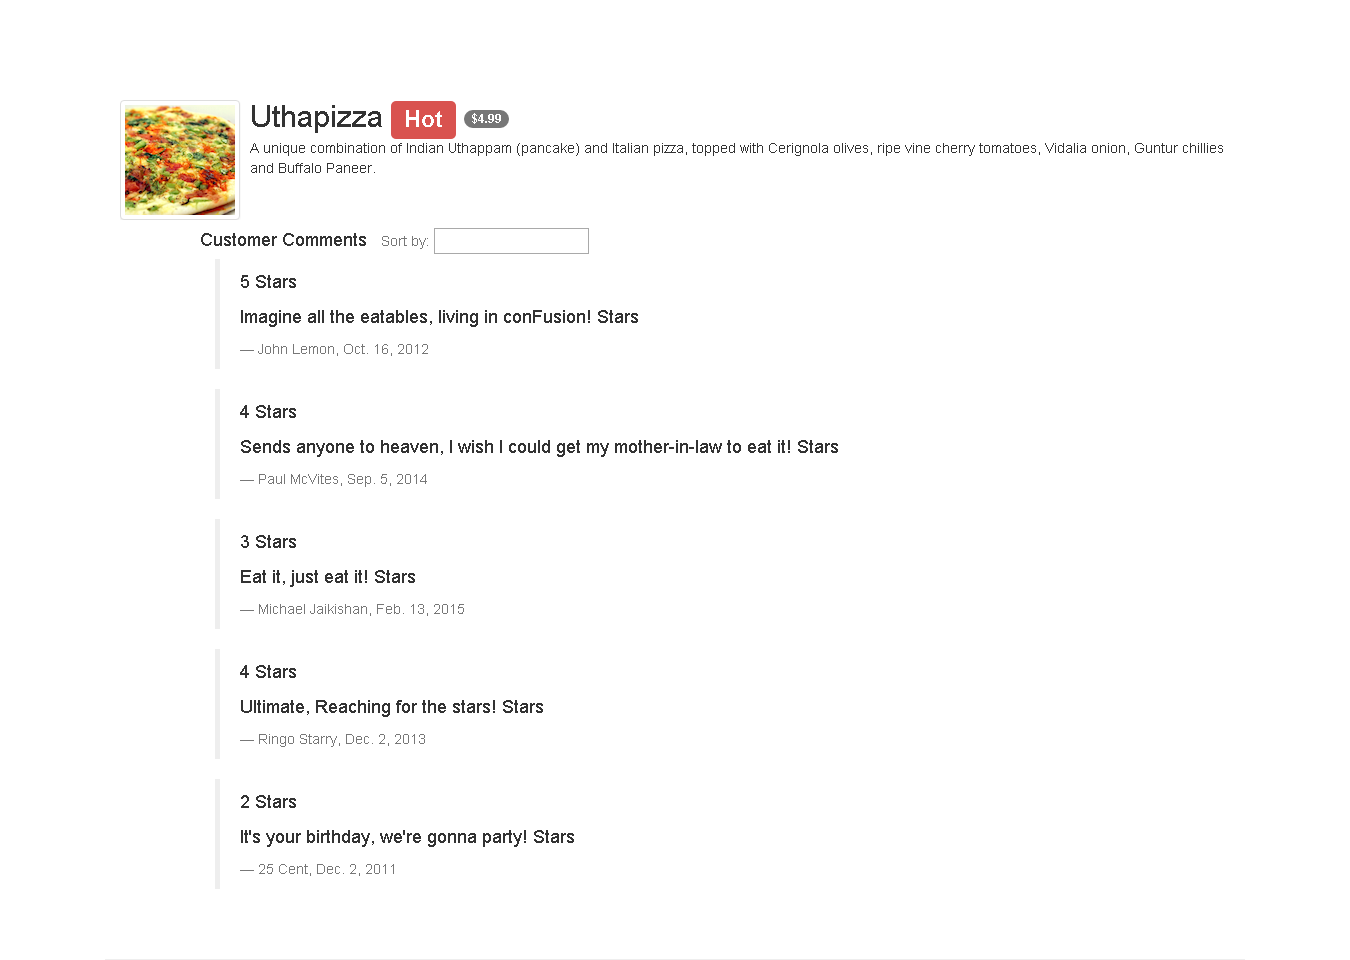 Uthapizza Hot $4.99
A unique combination of Indian Uthappam (pancake) and Italian pizza, topped with Cerignola olives, ripe vine cherry tomatoes, Vidalia onion, Guntur chillies
and Buffalo Paneer.
Customer Comments Sort by:
5 Stars
Imagine all the eatables, living in conFusion! Stars
— John Lemon, Oct. 16, 2012
4 Stars
Sends anyone to heaven, I wish I could get my mother-in-law to eat it! Stars
— Paul McVites, Sep. 5, 2014
3 Stars
Eat it, just eat it! Stars
— Michael Jaikishan, Feb. 13, 2015
4 Stars
Ultimate, Reaching for the stars! Stars
— Ringo Starry, Dec. 2, 2013
2 Stars
It's your birthday, we're gonna party! Stars
— 25 Cent, Dec. 2, 2011